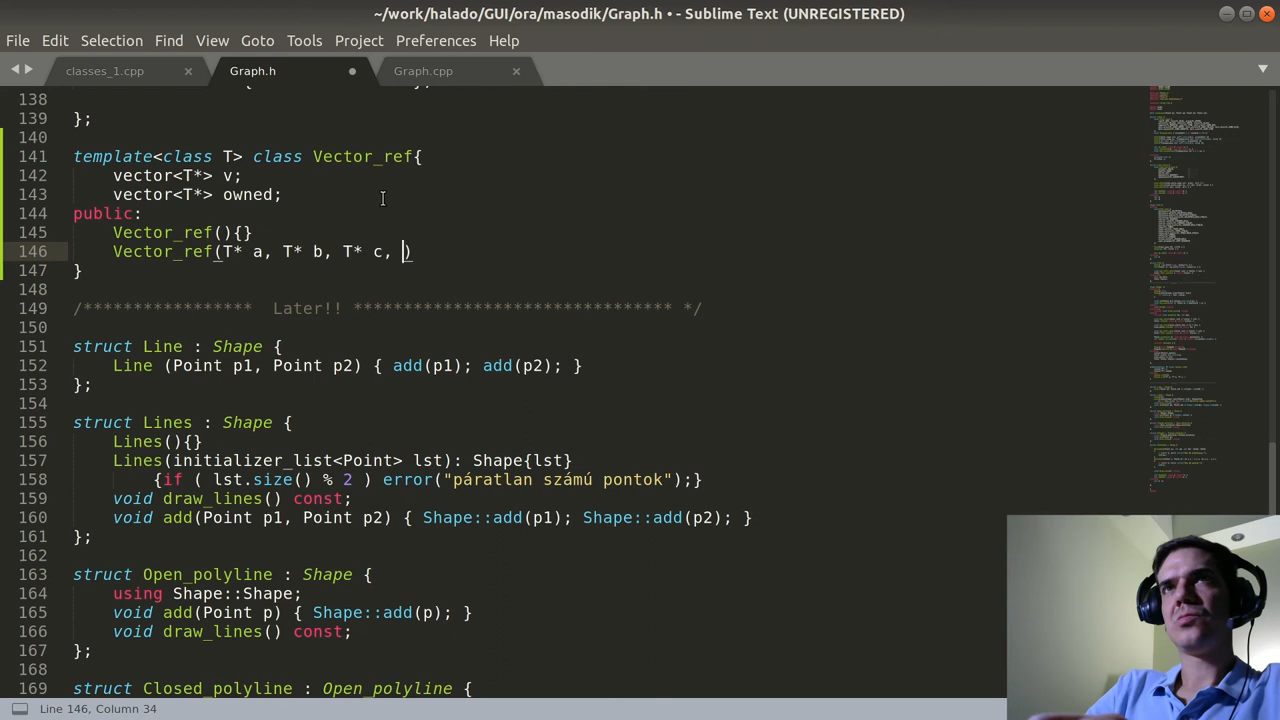 ~/work/halado/GUI/ora/masodik/Graph.h • - Sublime Text (UNREGISTERED)
File Edit Selection Find View Goto Tools Project Preferences Help
classes_1.cpp × Graph.h • Graph.cpp ×
138
139 };
140
141 template<class T> class Vector_ref{
142 vector<T*> v;
143 vector<T*> owned;
144 public:
145 Vector_ref(){}
146 Vector_ref(T* a, T* b, T* c, )
147 }
148
149 /***************** Later!! ******************************* */
150
151 struct Line : Shape {
152 Line (Point p1, Point p2) { add(p1); add(p2); }
153 };
154
155 struct Lines : Shape {
156 Lines(){}
157 Lines(initializer_list<Point> lst):Shape{lst}
158 {if ( lst.size() % 2 ) error("páratlan számú pontok");}
159 void draw_lines() const;
160 void add(Point p1, Point p2) { Shape::add(p1); Shape::add(p2); }
161 };
162
163 struct Open_polyline : Shape {
164 using Shape::Shape;
165 void add(Point p) { Shape::add(p); }
166 void draw_lines() const;
167 };
168
169 struct Closed_polyline : Open_polyline {
Line 146, Column 34